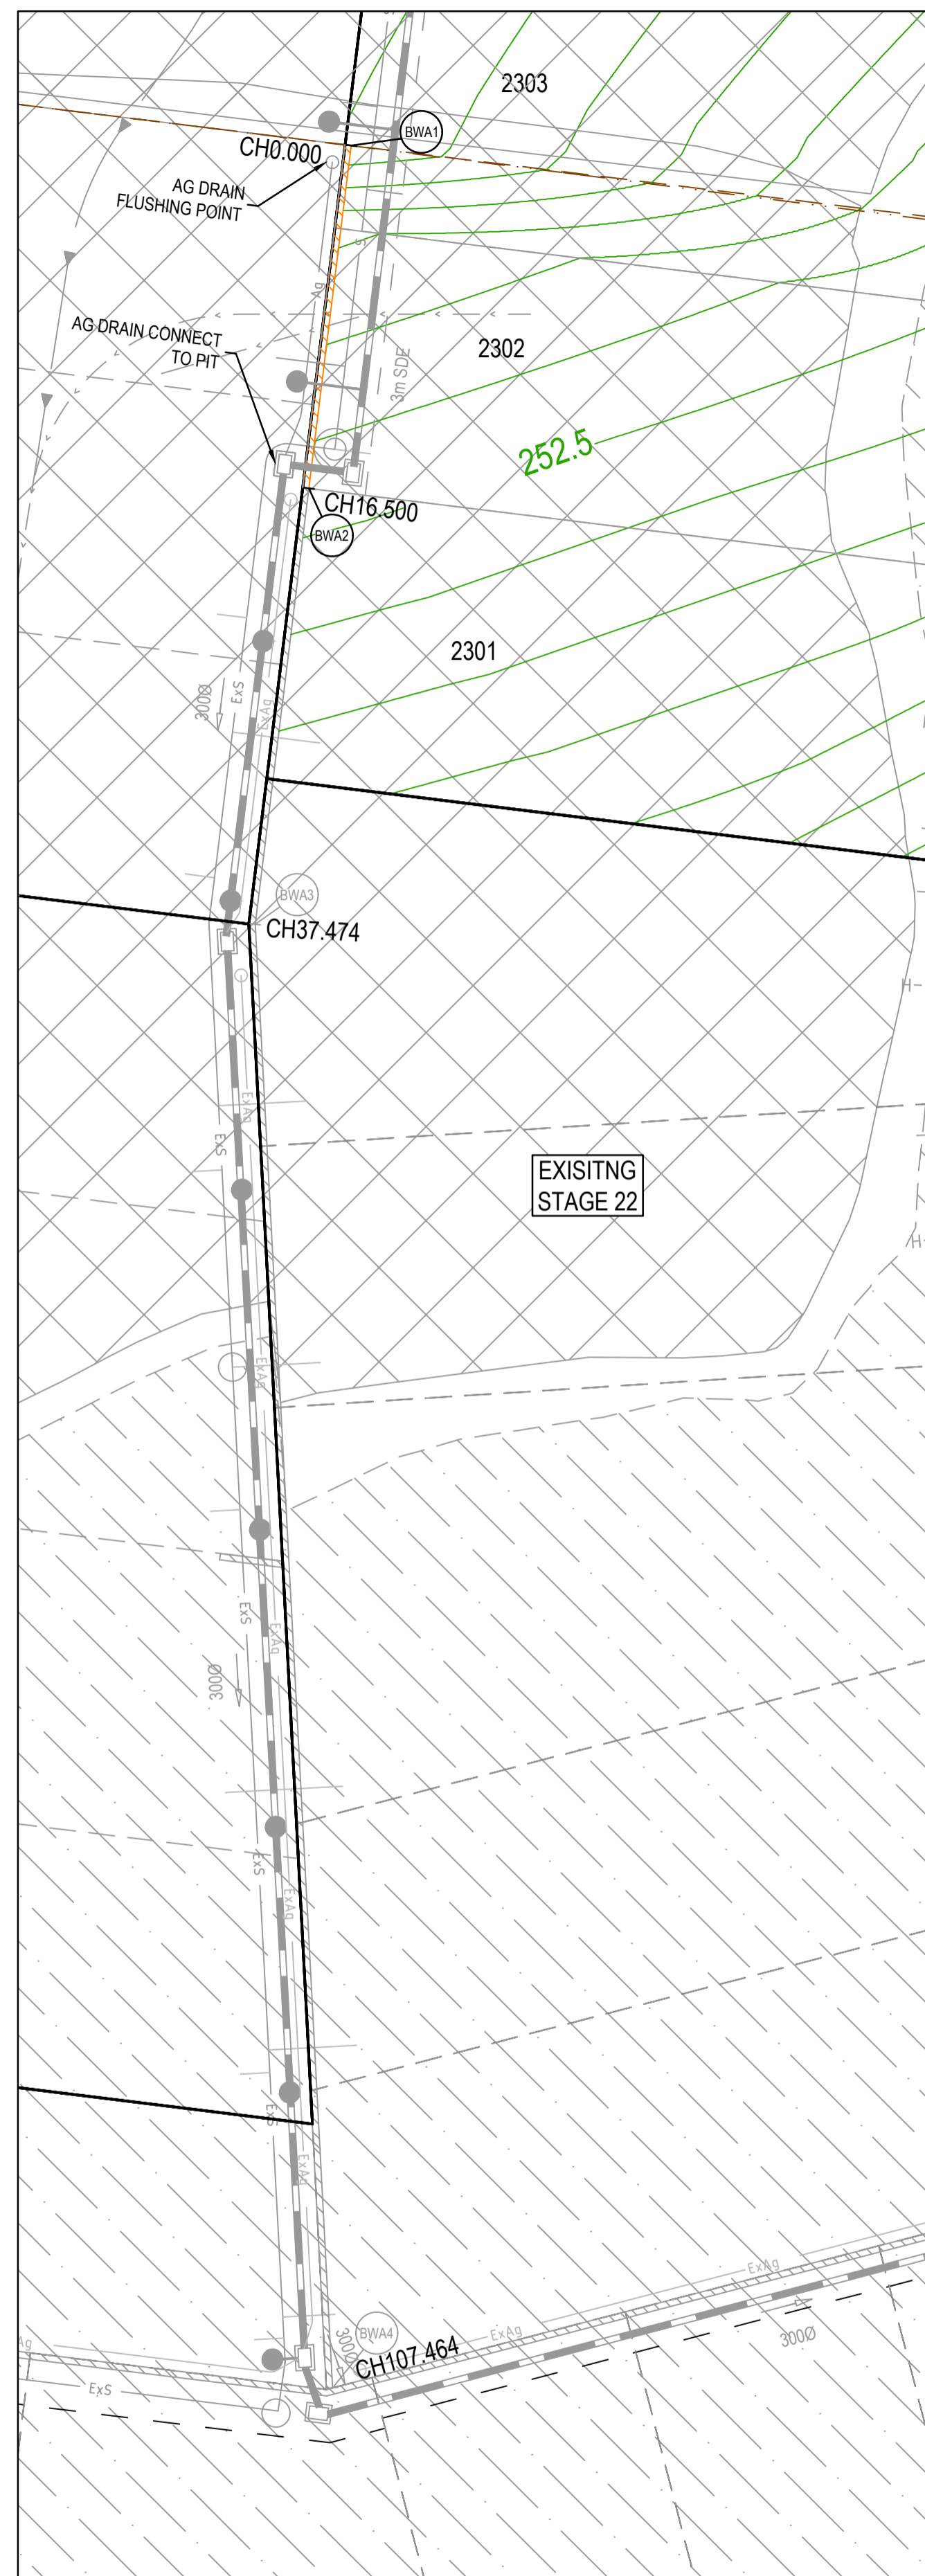 S
2303
BWA1
CH0.000
AG DRAIN
FLUSHING POINT
S
Ag
AG DRAIN CONNECT
TO PIT
2302
3m SDE
252.5
CH16.500
BWA2
2301
ExS
300Ø
ExAg
BWA3
CH37.474
H
ExAg
ExS
EXISITNG
STAGE 22
H
ExAg
ExS
ExAg
300Ø
ExS
ExAg
ExS
ExAg
ExAg
BWA4
300Ø
ExAg
300Ø
CH107.464
Ag
ExS